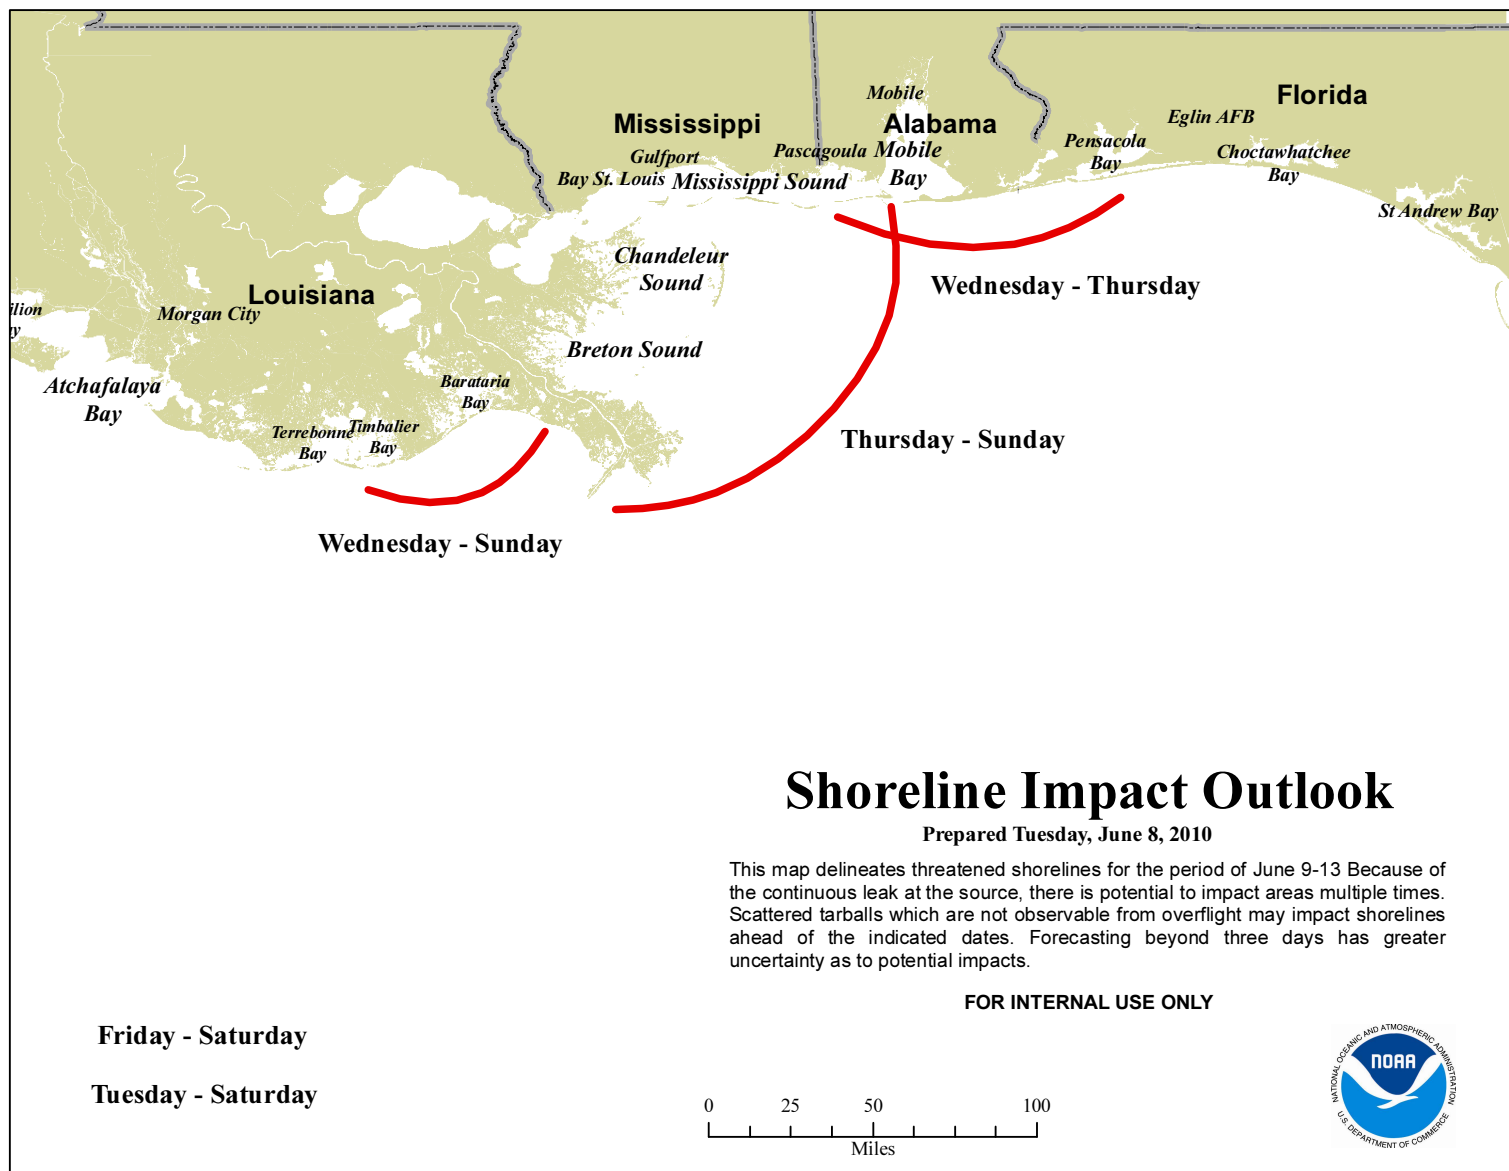 Florida
Mobile
Eglin AFB
Mississippi
Alabama
Pensacola
Bay
Gulfport
Pascagoula
Mobile
Bay
Choctawhatchee
Bay
Bay St. Louis
Mississippi Sound
St Andrew Bay
Chandeleur
Sound
Louisiana
Wednesday - Thursday
ilion
ay
Morgan City
Breton Sound
Atchafalaya
Bay
Barataria
Bay
Terrebonne
Bay
Timbalier
Bay
Thursday - Sunday
Wednesday - Sunday
Shoreline Impact Outlook
Prepared Tuesday, June 8, 2010
This map delineates threatened shorelines for the period of June 9-13 Because of
the continuous leak at the source, there is potential to impact areas multiple times.
Scattered tarballs which are not observable from overflight may impact shorelines
ahead of the indicated dates. Forecasting beyond three days has greater
uncertainty as to potential impacts.
FOR INTERNAL USE ONLY
Friday - Saturday
Tuesday - Saturday
0 25 50 100
Miles
NATIONAL OCEANIC AND ATMOSPHERIC ADMINISTRATION
NOAA
U.S. DEPARTMENT OF COMMERCE